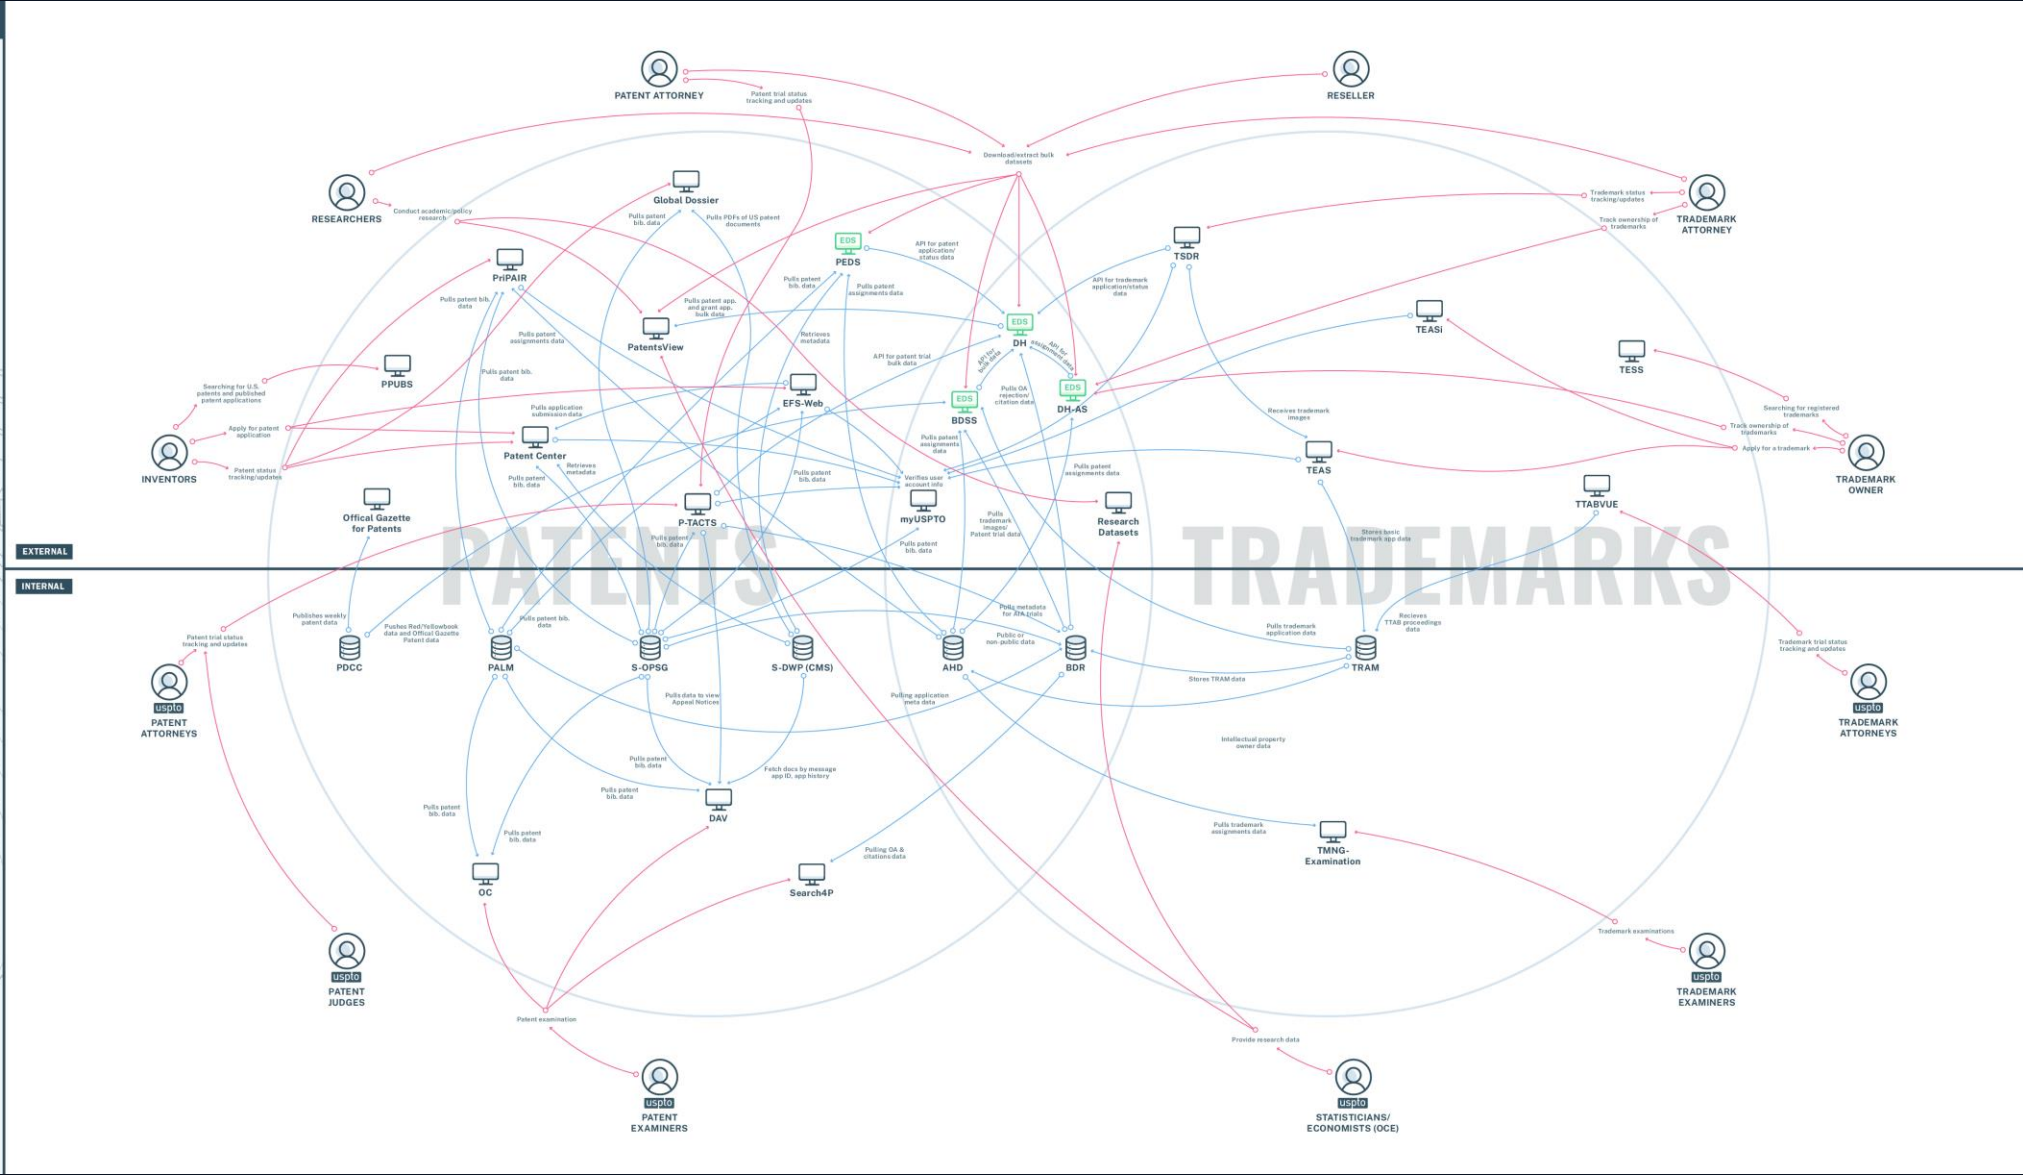 PATENT ATTORNEY
Patent trial status
tracking and updates
RESELLER
Download/extract bulk
datasets
RESEARCHERS
Conduct academic/policy
research
Global Dossier
Pulls patent
bib. data
Pulls PDFs of US patent
documents
Trademark status
tracking/updates
Track ownership of
trademarks
TRADEMARK
ATTORNEY
EDS
PEDS
API for patent
application/
status data
TSDR
PriPAIR
Pulls patent bib.
data
Pulls patent
bib. data
Pulls patent
assignments data
API for trademark
application/status
data
Pulls patent app.
and grant app.
bulk data
PatentsView
Pulls patent
assignments data
Retrieves
metadata
EDS
DH
TEASi
API for
bulk data
API for
assignment data
API for patent trial
bulk data
TESS
PPUBS
Searching for U.S.
patents and published
patent applications
Pulls patent bib.
data
EFS-Web
EDS
BDSS
Pulls OA
rejection/
citation data
EDS
DH-AS
Pulls application
submission data
Receives trademark
images
Searching for registered
trademarks
Apply for patent
application
Track ownership of
trademarks
Patent Center
Pulls patent
assignments
data
Apply for a trademark
INVENTORS
Patent status
tracking/updates
Retrieves
metadata
Pulls patent
bib. data
Pulls patent
bib. data
Verifies user
account info
Pulls patent
assignments data
TEAS
TRADEMARK
OWNER
Offical Gazette
for Patents
P-TACTS
myUSPTO
Research
Datasets
TTABVUE
Pulls
trademark
images/
Patent trial data
Pulls patent
bib. data
Pulls patent
bib. data
Stores basic
trademark app data
PATENTS
TRADEMARKS
EXTERNAL
INTERNAL
Publishes weekly
patent data
Pushes Red/Yellowbook
data and Offical Gazette
Patent data
Pulls patent bib.
data
Pulls metadata
for AIA trials
Public or
non-public data
Pulls trademark
application data
Recieves
TTAB proceedings
data
Patent trial status
tracking and updates
Trademark trial status
tracking and updates
PDCC
PALM
S-OPSG
S-DWP (CMS)
AHD
BDR
TRAM
Stores TRAM data
Pulls data to view
Appeal Notices
Pulling application
meta data
uspto
PATENT
ATTORNEYS
uspto
TRADEMARK
ATTORNEYS
Intellectual property
owner data
Pulls patent
bib. data
Fetch docs by message
app ID, app history
Pulls patent
bib. data
Pulls patent
bib. data
DAV
Pulls patent
bib. data
Pulls trademark
assignments data
TMNG-
Examination
Pulling OA &
citations data
OC
Search4P
Trademark examinations
uspto
PATENT
JUDGES
uspto
TRADEMARK
EXAMINERS
Patent examination
Provide research data
uspto
PATENT
EXAMINERS
uspto
STATISTICIANS/
ECONOMISTS (OCE)